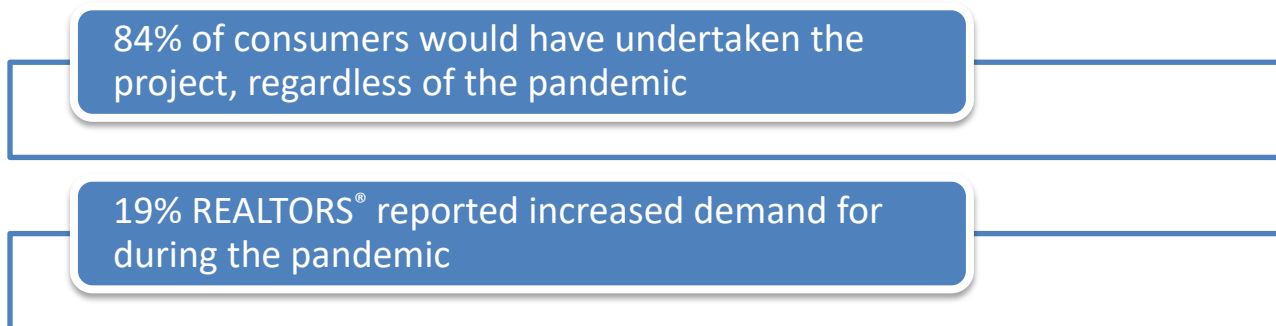 84% of consumers would have undertaken the
project, regardless of the pandemic
19% REALTORS® reported increased demand for
during the pandemic